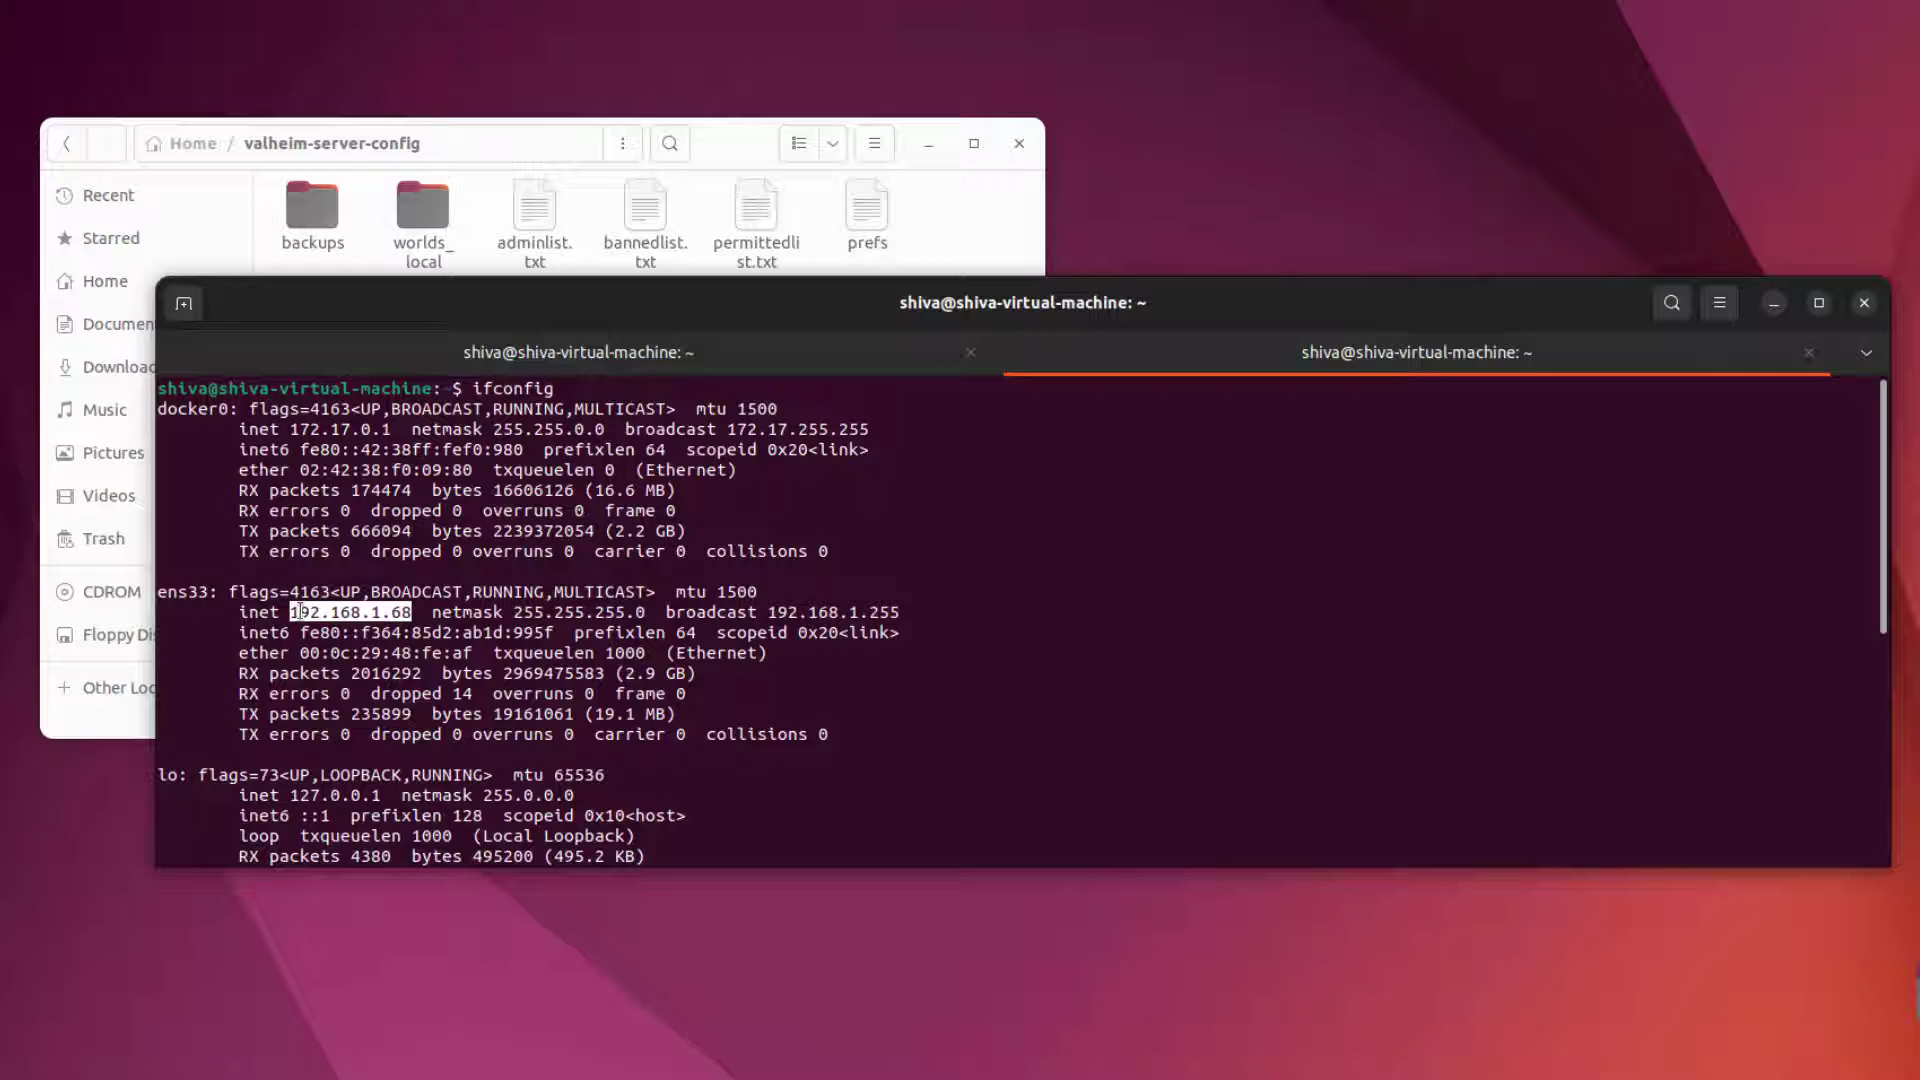 Home / valheim-server-config
Recent
Starred
Home
Documen
Download
Music
Pictures
Videos
Trash
CDROM
Floppy Di
Other Loc
backups
worlds_
local
adminlist.
txt
bannedlist.
txt
permittedli
st.txt
prefs
shiva@shiva-virtual-machine: ~
shiva@shiva-virtual-machine: ~
shiva@shiva-virtual-machine: ~
shiva@shiva-virtual-machine:~$ ifconfig
docker0: flags=4163<UP,BROADCAST,RUNNING,MULTICAST>  mtu 1500
inet 172.17.0.1  netmask 255.255.0.0  broadcast 172.17.255.255
inet6 fe80::42:38ff:fef0:980  prefixlen 64  scopeid 0x20<link>
ether 02:42:38:f0:09:80  txqueuelen 0  (Ethernet)
RX packets 174474  bytes 16606126 (16.6 MB)
RX errors 0  dropped 0  overruns 0  frame 0
TX packets 666094  bytes 2239372054 (2.2 GB)
TX errors 0  dropped 0 overruns 0  carrier 0  collisions 0
ens33: flags=4163<UP,BROADCAST,RUNNING,MULTICAST>  mtu 1500
inet 192.168.1.68  netmask 255.255.255.0  broadcast 192.168.1.255
inet6 fe80::f364:85d2:ab1d:995f  prefixlen 64  scopeid 0x20<link>
ether 00:0c:29:48:fe:af  txqueuelen 1000  (Ethernet)
RX packets 2016292  bytes 2969475583 (2.9 GB)
RX errors 0  dropped 14  overruns 0  frame 0
TX packets 235899  bytes 19161061 (19.1 MB)
TX errors 0  dropped 0 overruns 0  carrier 0  collisions 0
lo: flags=73<UP,LOOPBACK,RUNNING>  mtu 65536
inet 127.0.0.1  netmask 255.0.0.0
inet6 ::1  prefixlen 128  scopeid 0x10<host>
loop  txqueuelen 1000  (Local Loopback)
RX packets 4380  bytes 495200 (495.2 KB)